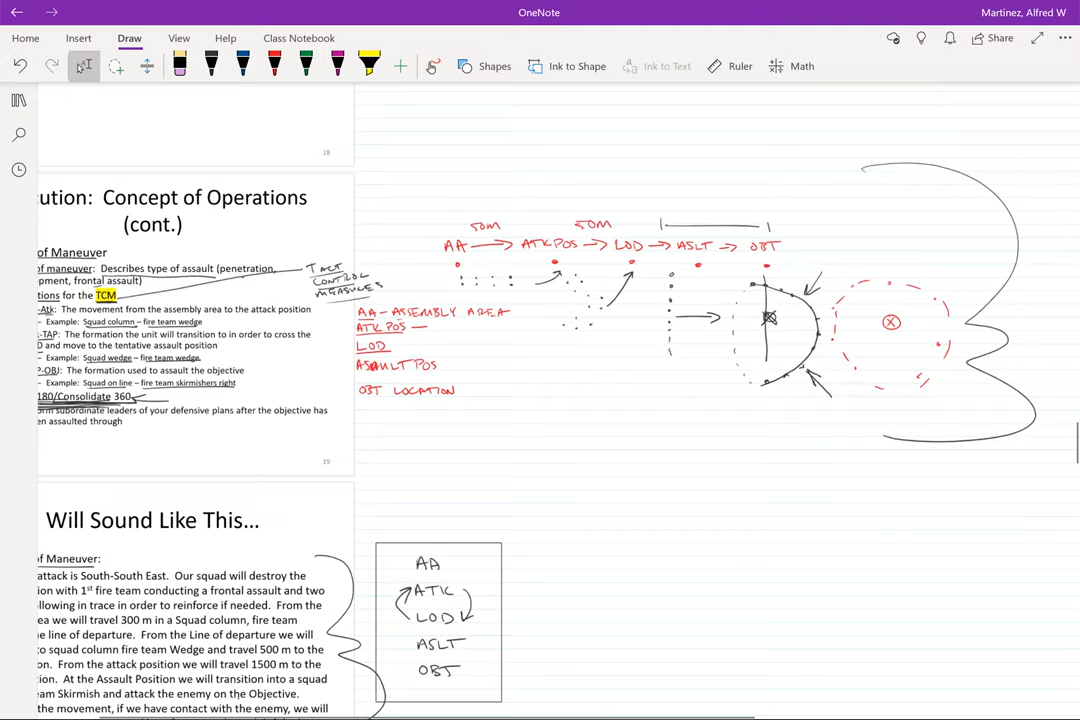 OneNote
Martinez, Alfred W
Home Insert Draw View Help Class Notebook
Share
Shapes Ink to Shape Ink to Text Ruler Math
18
ution: Concept of Operations
(cont.)
of Maneuver
of maneuver: Describes type of assault (penetration,
opment, frontal assault)
tions for the TCM
-Atk: The movement from the assembly area to the attack position
Example: Squad column – fire team wedge
-TAP: The formation the unit will transition to in order to cross the
D and move to the tentative assault position
Example: Squad wedge – fire team wedge
P-OBJ: The formation used to assault the objective
Example: Squad on line – fire team skirmishers right
180/Consolidate 360
orm subordinate leaders of your defensive plans after the objective has
en assaulted through
19
TACT
CONTROL
MEASURES
50M 50M
AA → ATK POS → LOD → ASLT → OBT
AA - ASSEMBLY AREA
ATK POS —
LOD
ASAULT POS
OBT LOCATION
Will Sound Like This…
of Maneuver:
attack is South-South East. Our squad will destroy the
ion with 1st fire team conducting a frontal assault and two
ollowing in trace in order to reinforce if needed. From the
ea we will travel 300 m in a Squad column, fire team
he line of departure. From the Line of departure we will
to squad column fire team Wedge and travel 500 m to the
on. From the attack position we will travel 1500 m to the
tion. At the Assault Position we will transition into a squad
eam Skirmish and attack the enemy on the Objective.
the movement, if we have contact with the enemy, we will
AA
ATK
LOD
ASLT
OBT